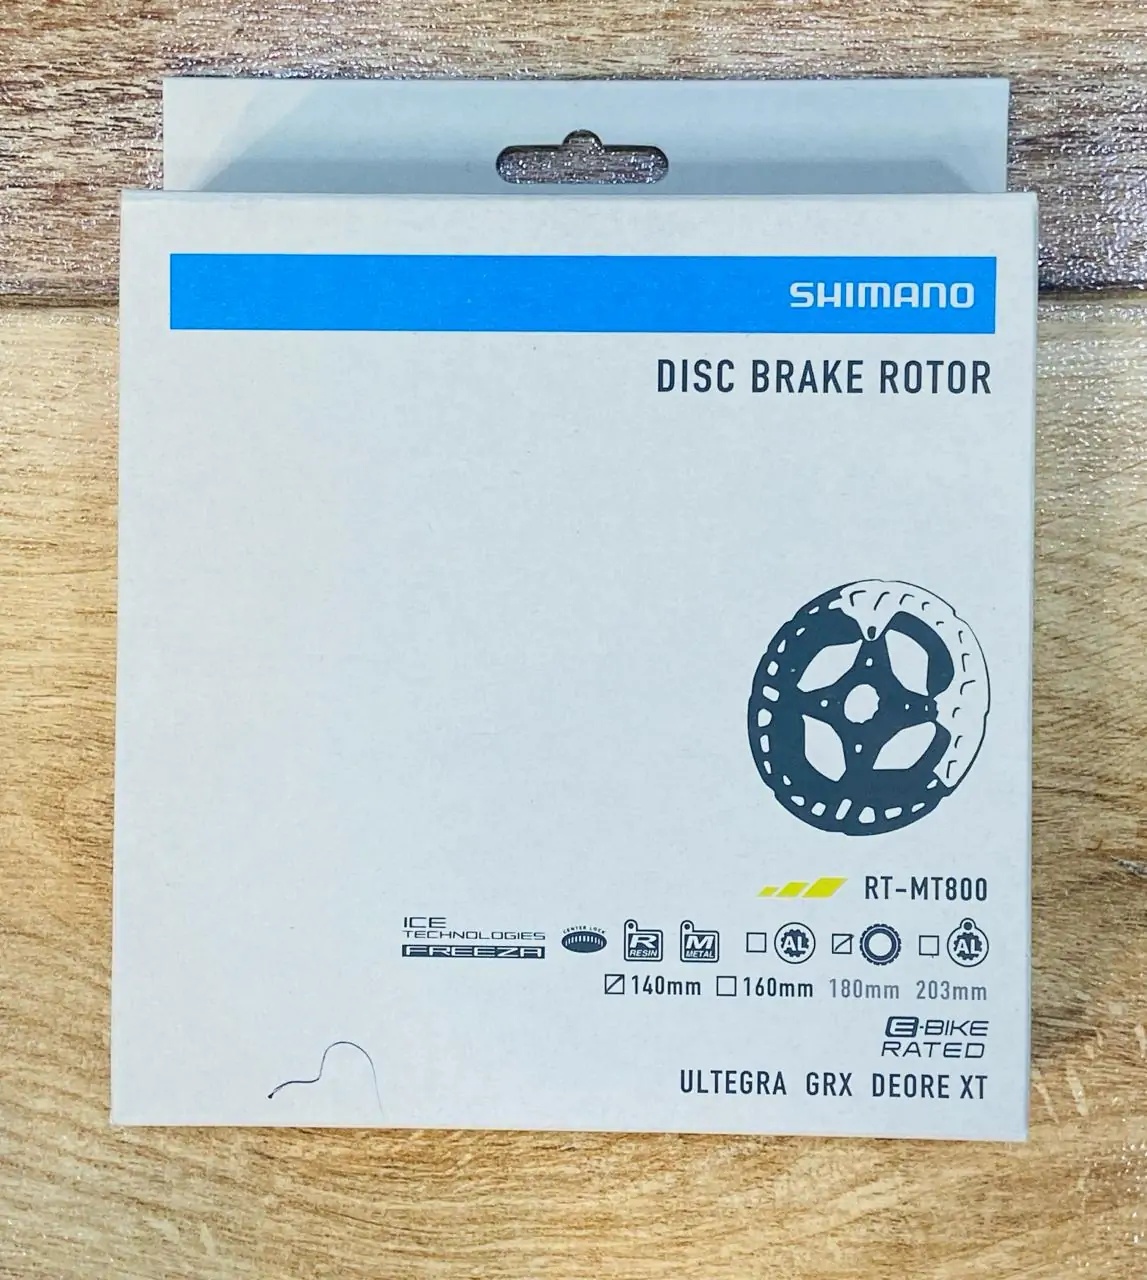 SHIMANO
DISC BRAKE ROTOR
RT-MT800
ICE
TECHNOLOGIES
FREEZA
CENTER LOCK
R
RESIN
M
METAL
AL
AL
140mm 160mm 180mm 203mm
E-BIKE
RATED
ULTEGRA GRX DEORE XT